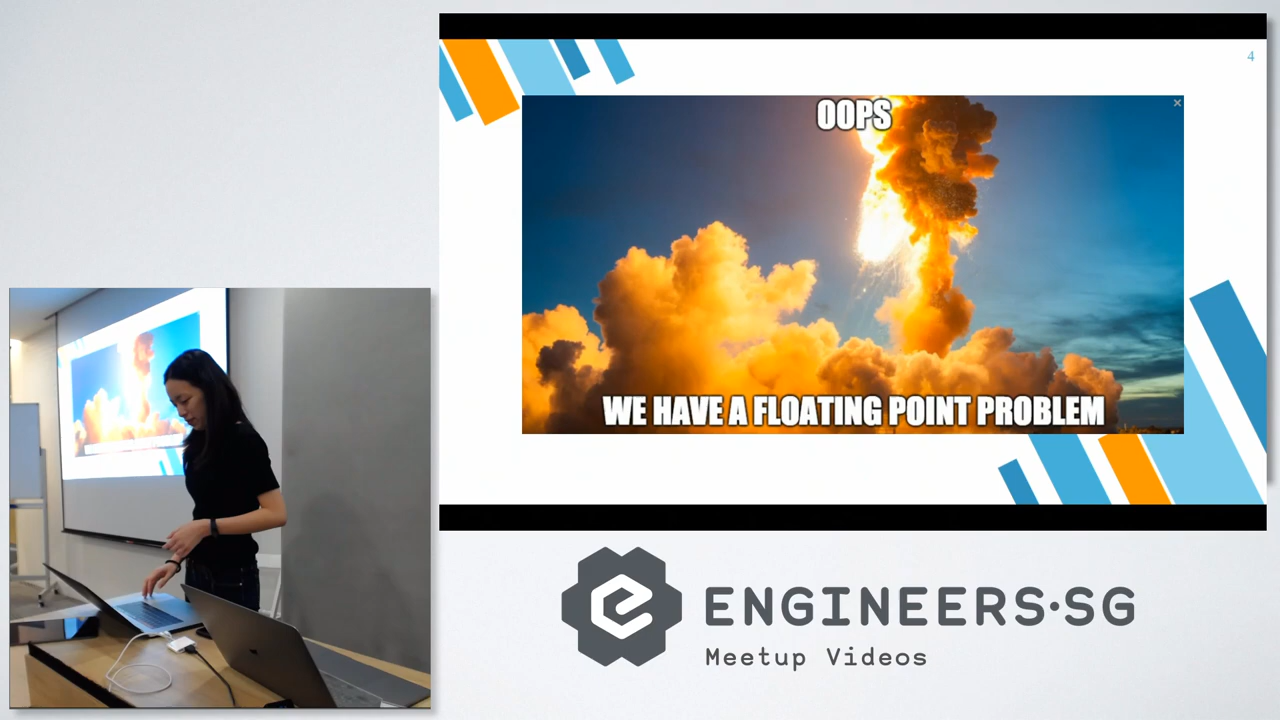 4
OOPS
WE HAVE A FLOATING POINT PROBLEM
ENGINEERS·SG
Meetup Videos